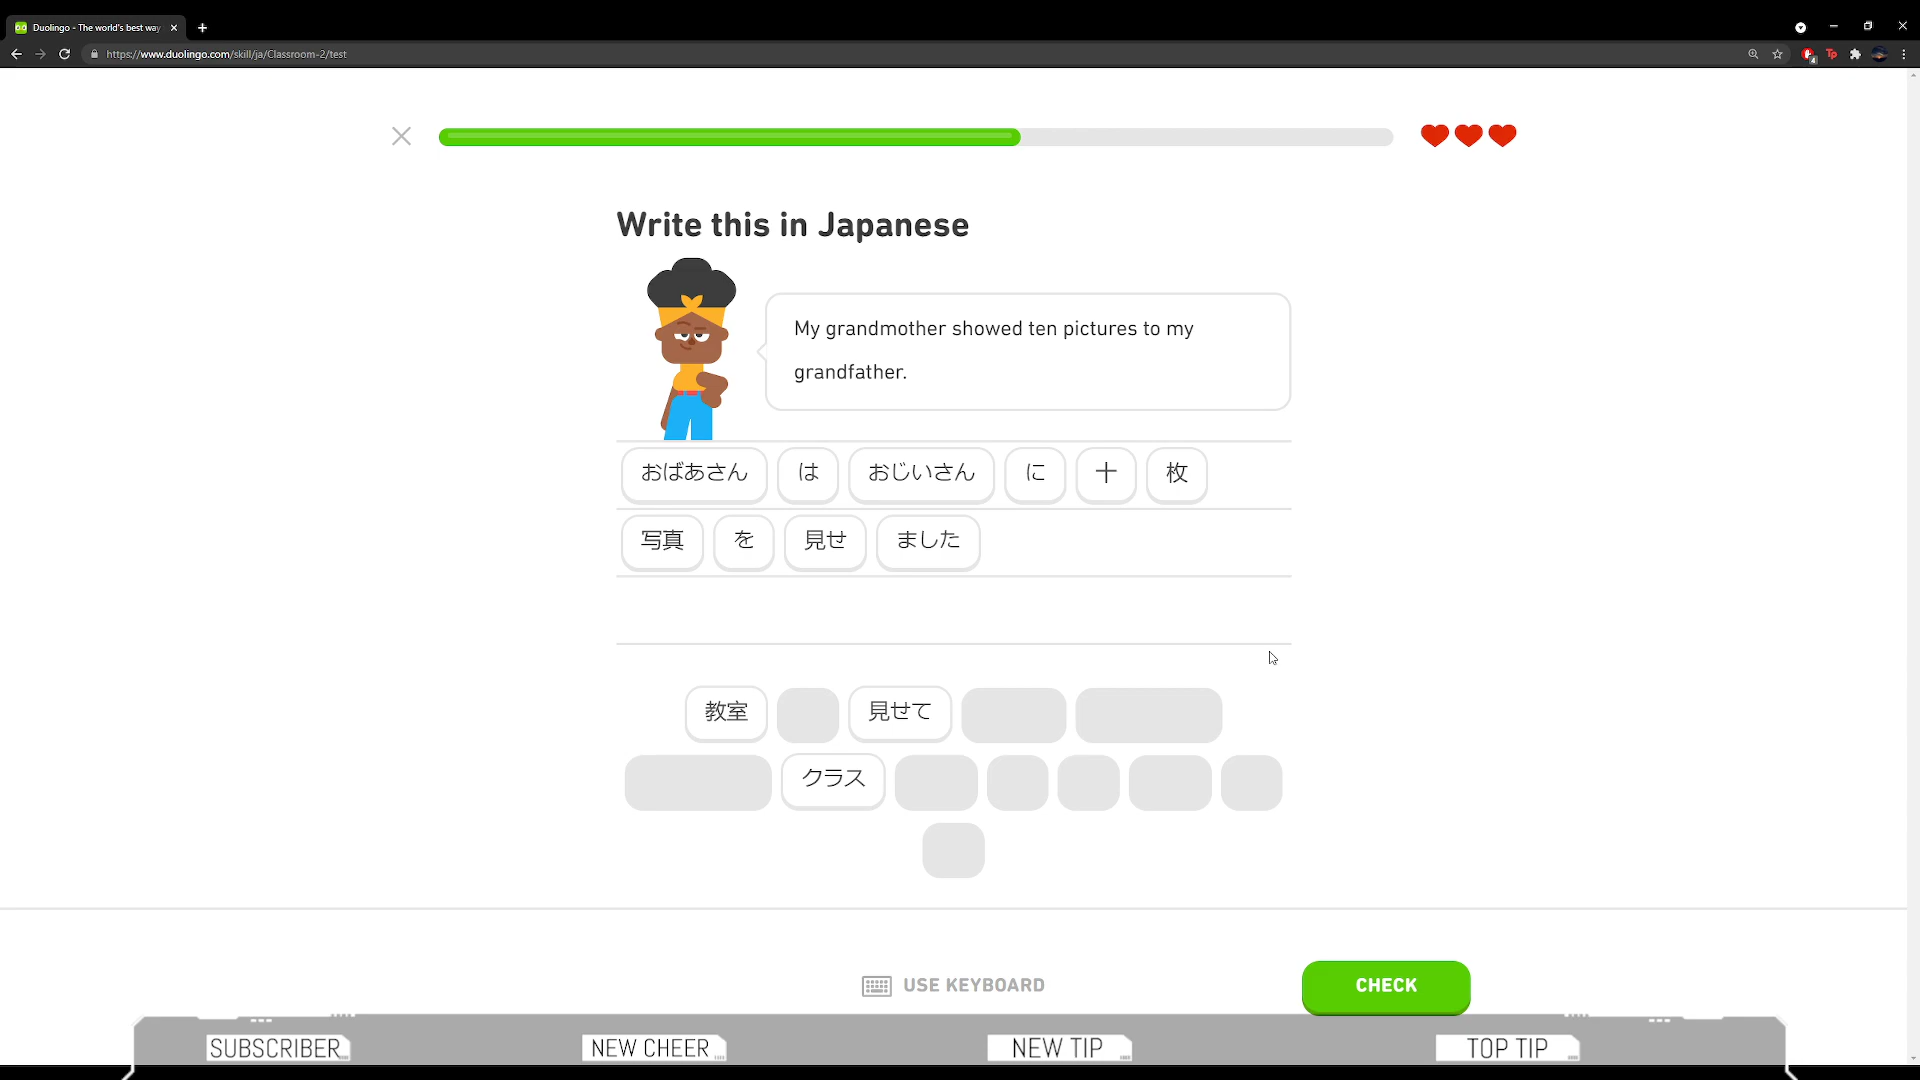 Duolingo - The world's best way
https://www.duolingo.com/skill/ja/Classroom-2/test
4
Tp
Write this in Japanese
My grandmother showed ten pictures to my
grandfather.
おばあさん は おじいさん に 十 枚
写真 を 見せ ました
教室 見せて
クラス
USE KEYBOARD
CHECK
SUBSCRIBER NEW CHEER NEW TIP TOP TIP